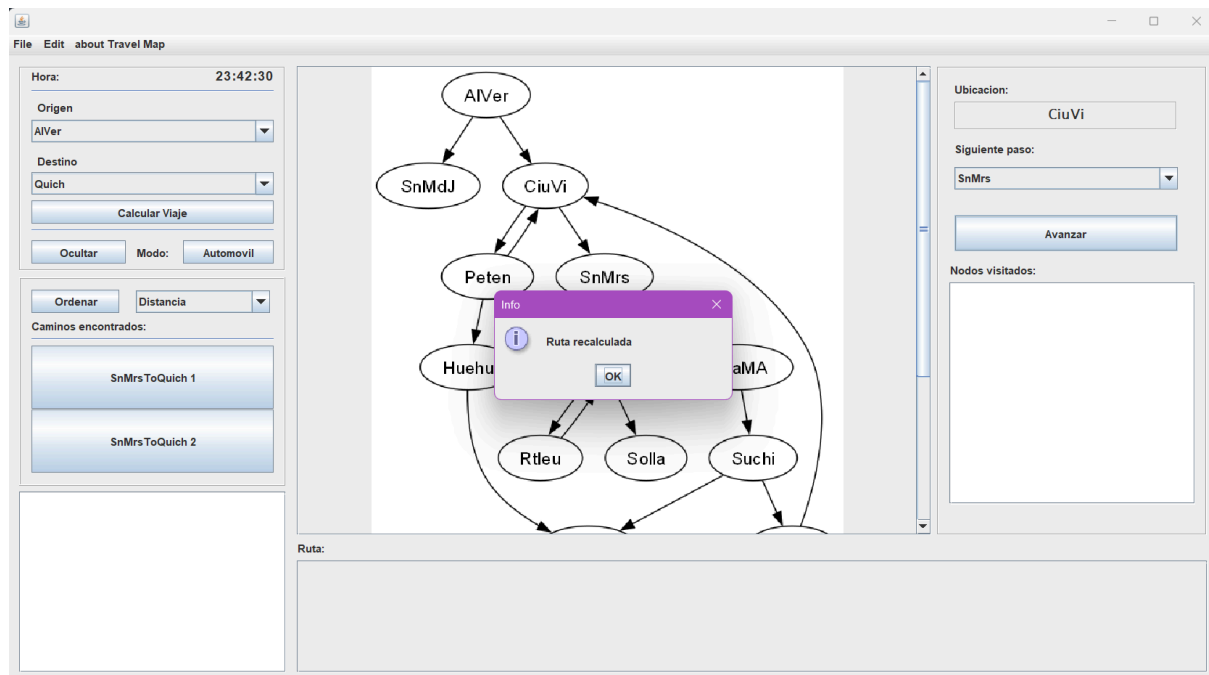 File Edit about Travel Map
Hora: 23:42:30
Origen
AlVer
Destino
Quich
Calcular Viaje
Ocultar Modo: Automovil
Ordenar Distancia
Caminos encontrados:
SnMrsToQuich 1
SnMrsToQuich 2
AlVer
SnMdJ CiuVi
Peten SnMrs
Info
Ruta recalculada
OK
Huehu aMA
Rtleu Solla Suchi
Ruta:
Ubicacion:
CiuVi
Siguiente paso:
SnMrs
Avanzar
Nodos visitados: